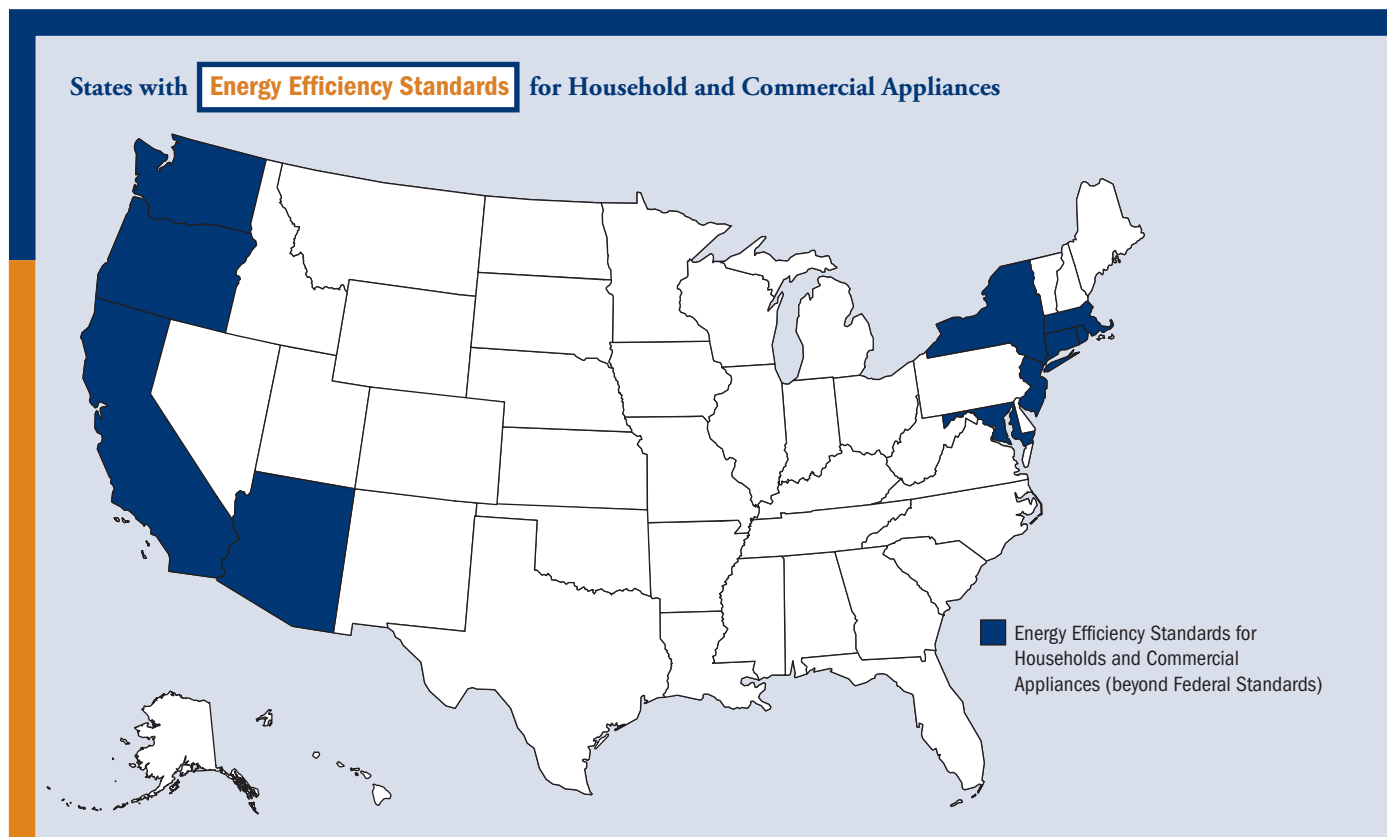 States with Energy Efficiency Standards for Household and Commercial Appliances
Energy Efficiency Standards for
Households and Commercial
Appliances (beyond Federal Standards)